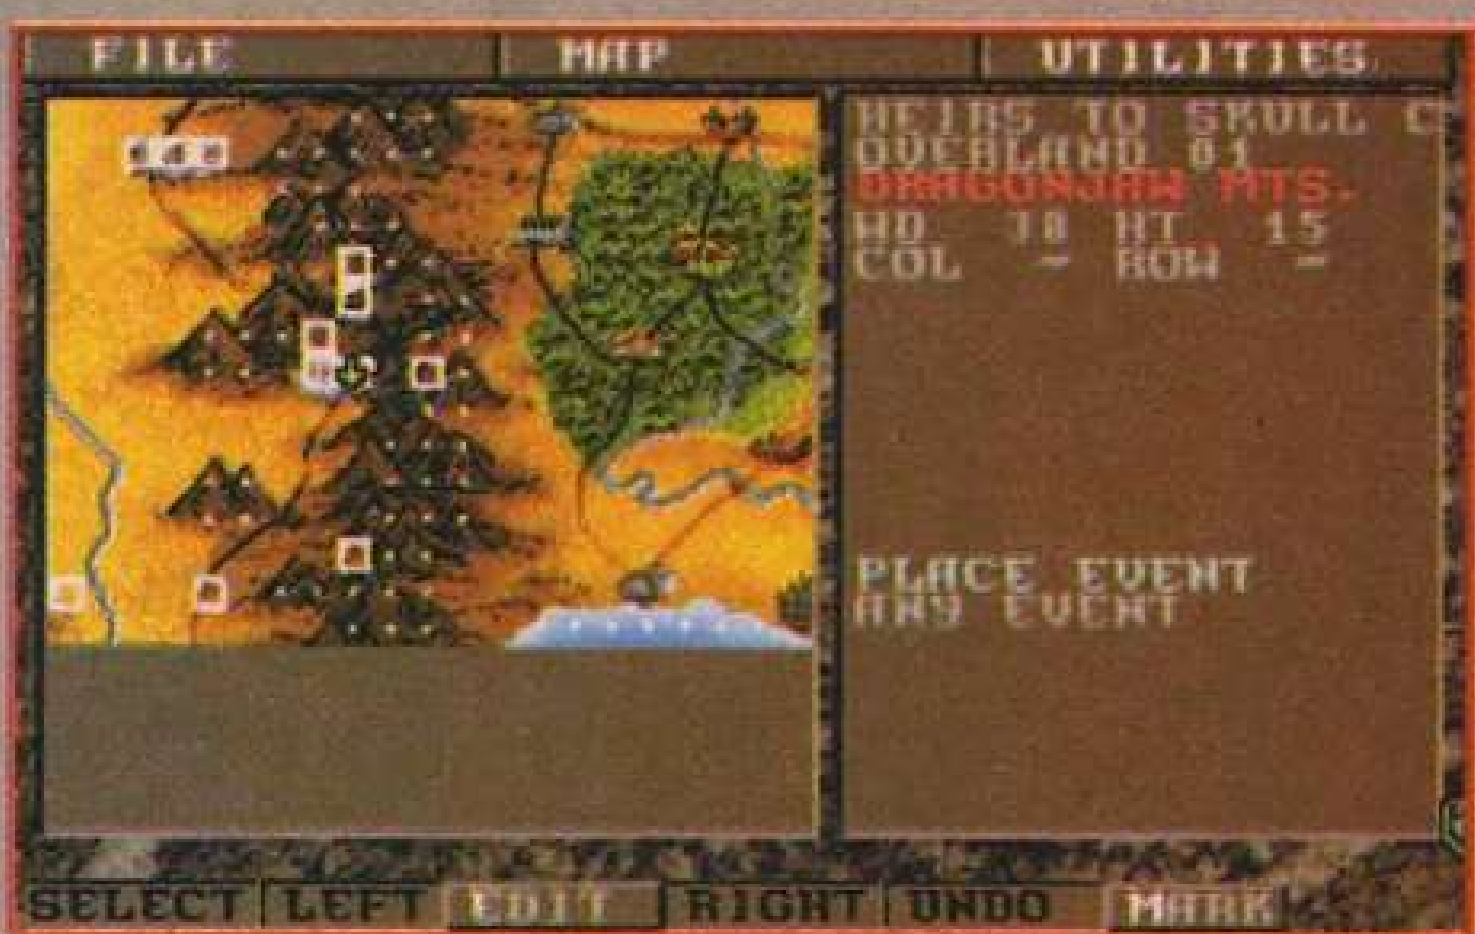 FILE MAP UTILITIES
HEIRS TO SKULL C
OVERLAND 01
DRAGONJAW MTS.
WD 18 HT 15
COL - ROW -
PLACE EVENT
ANY EVENT
SELECT LEFT EDIT RIGHT UNDO MARK